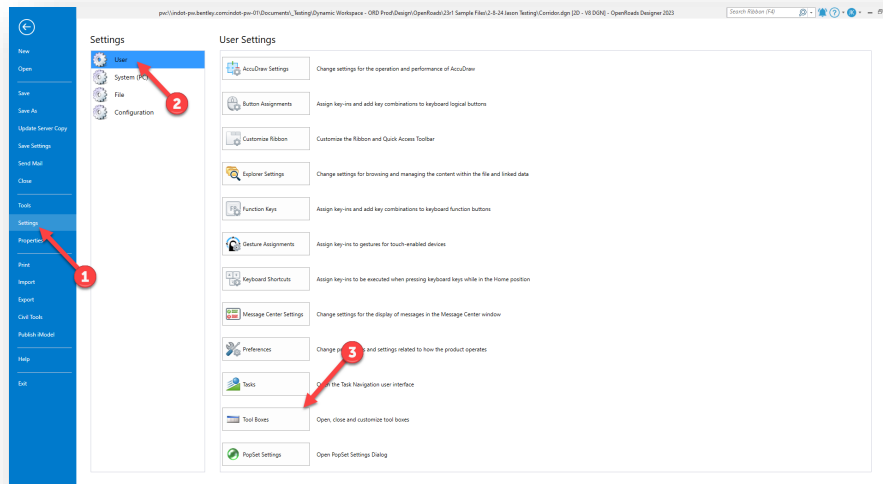 pw:\\indot-pw.bentley.com:indot-pw-01\Documents\_Testing\Dynamic Workspace - ORD Prod\Design\OpenRoads\23r1 Sample Files\2-8-24 Jason Testing\Corridor.dgn [2D - V8 DGN] - OpenRoads Designer 2023
Search Ribbon (F4)
New
Open
Save
Save As
Update Server Copy
Save Settings
Send Mail
Close
Tools
Settings
Properties
Print
Import
Export
Civil Tools
Publish iModel
Help
Exit
1
Settings
User
System (PC)
File
Configuration
2
User Settings
AccuDraw Settings Change settings for the operation and performance of AccuDraw
Button Assignments Assign key-ins and add key combinations to keyboard logical buttons
Customize Ribbon Customize the Ribbon and Quick Access Toolbar
Explorer Settings Change settings for browsing and managing the content within the file and linked data
Function Keys Assign key-ins and add key combinations to keyboard function buttons
Gesture Assignments Assign key-ins to gestures for touch-enabled devices
Keyboard Shortcuts Assign key-ins to be executed when pressing keyboard keys while in the Home position
Message Center Settings Change settings for the display of messages in the Message Center window
Preferences Change and settings related to how the product operates
3
Tasks the Task Navigation user interface
Tool Boxes Open, close and customize tool boxes
PopSet Settings Open PopSet Settings Dialog